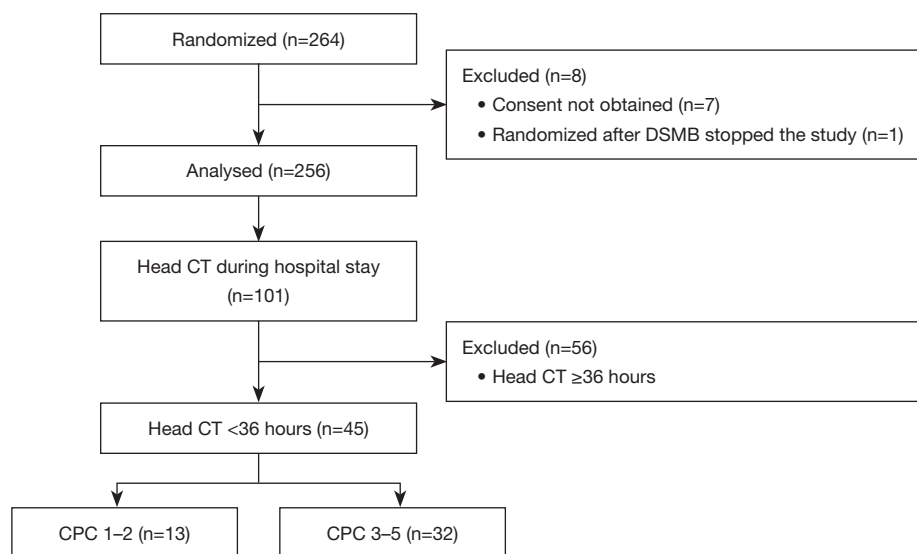 Randomized (n=264)
Excluded (n=8)
• Consent not obtained (n=7)
• Randomized after DSMB stopped the study (n=1)
Analysed (n=256)
Head CT during hospital stay
(n=101)
Excluded (n=56)
• Head CT ≥36 hours
Head CT <36 hours (n=45)
CPC 1–2 (n=13)
CPC 3–5 (n=32)